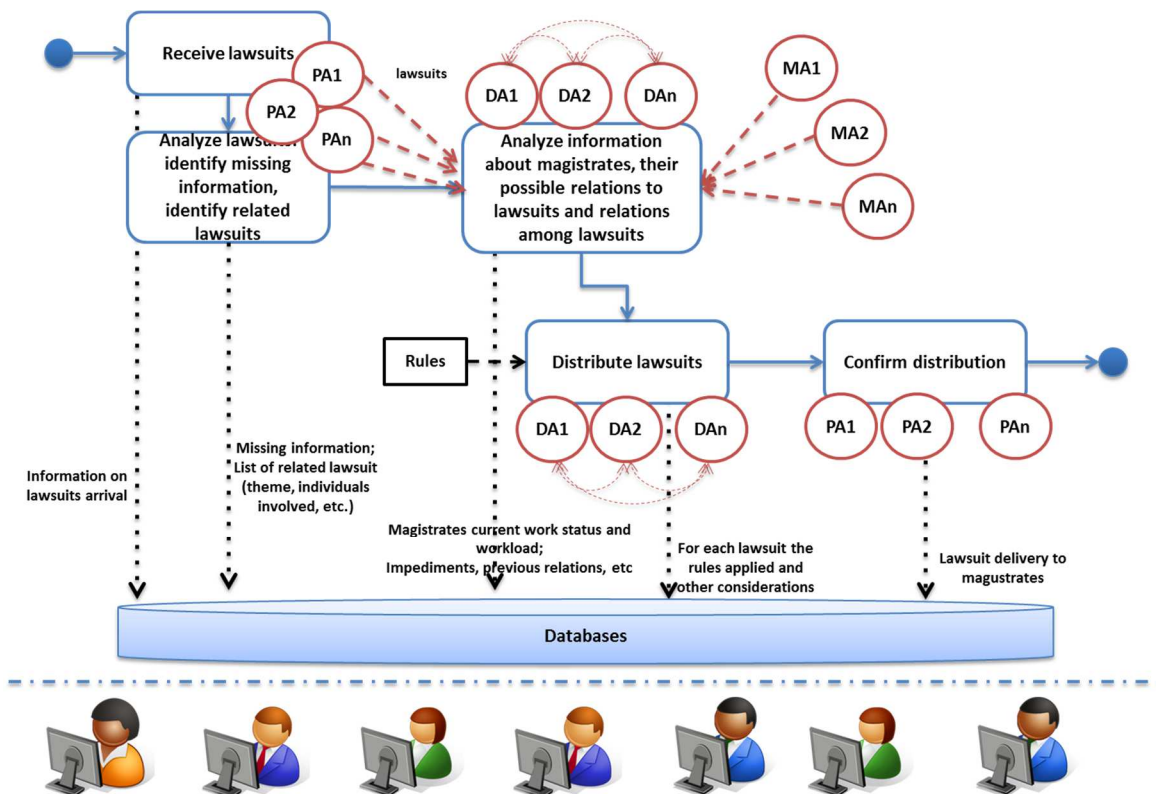 Receive lawsuits
PA1
PA2
PAn
lawsuits
DA1
DA2
DAn
MA1
MA2
MAn
Analyze lawsuits:
identify missing
information,
identify related
lawsuits
Analyze information
about magistrates, their
possible relations to
lawsuits and relations
among lawsuits
Rules
Distribute lawsuits
Confirm distribution
DA1
DA2
DAn
PA1
PA2
PAn
Information on
lawsuits arrival
Missing information;
List of related lawsuit
(theme, individuals
involved, etc.)
Magistrates current work status and
workload;
Impediments, previous relations, etc
For each lawsuit the
rules applied and
other considerations
Lawsuit delivery to
magustrates
Databases